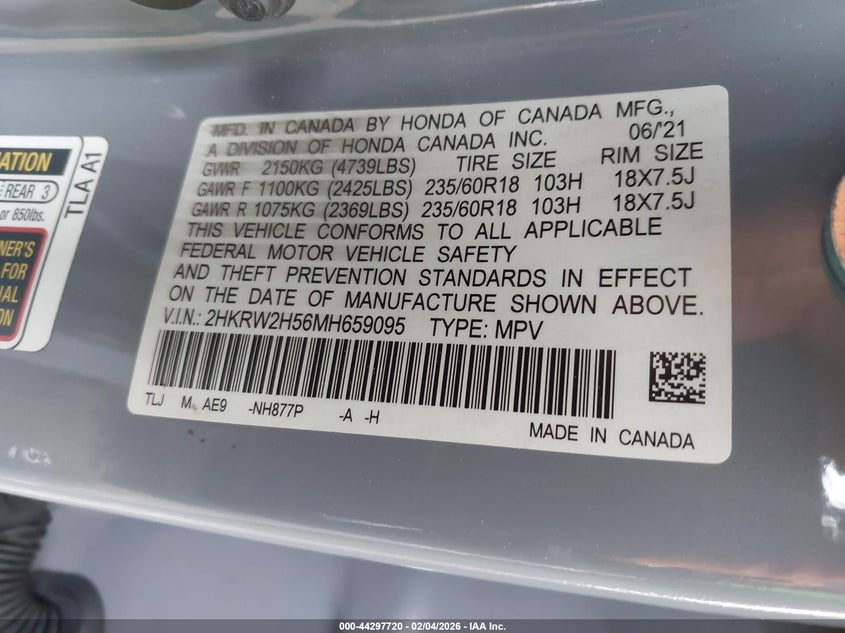 MFD. IN CANADA BY HONDA OF CANADA MFG.,
A DIVISION OF HONDA CANADA INC. 06/'21
GVWR 2150KG (4739LBS) TIRE SIZE RIM SIZE
GAWR F 1100KG (2425LBS) 235/60R18 103H 18X7.5J
GAWR R 1075KG (2369LBS) 235/60R18 103H 18X7.5J
THIS VEHICLE CONFORMS TO ALL APPLICABLE
FEDERAL MOTOR VEHICLE SAFETY
AND THEFT PREVENTION STANDARDS IN EFFECT
ON THE DATE OF MANUFACTURE SHOWN ABOVE.
V.I.N.: 2HKRW2H56MH659095 TYPE: MPV
TLJ M AE9 -NH877P -A -H
MADE IN CANADA
REAR 3
or 850lbs.
FOR
TLA A1
000-44297720 - 02/04/2026 - IAA Inc.